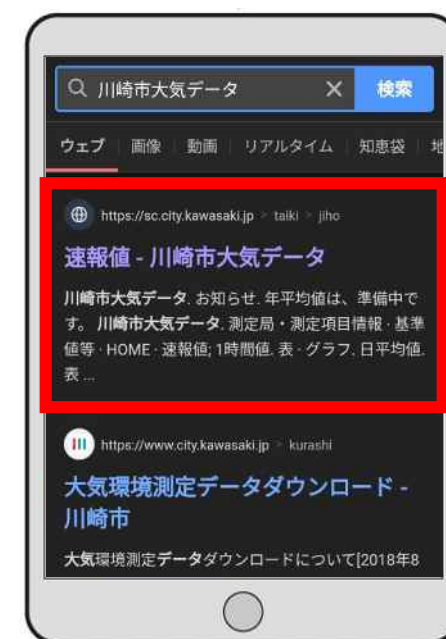 川崎市大気データ
検索
ウェブ 画像 動画 リアルタイム 知恵袋
https://sc.city.kawasaki.jp > taiki > jiho
速報値 - 川崎市大気データ
川崎市大気データ. お知らせ. 年平均値は、準備中で
す。 川崎市大気データ. 測定局・測定項目情報 · 基準
値等 · HOME · 速報値; 1時間値. 表 · グラフ. 日平均値.
表 ...
https://www.city.kawasaki.jp > kurashi
大気環境測定データダウンロード -
川崎市
大気環境測定データダウンロードについて[2018年8